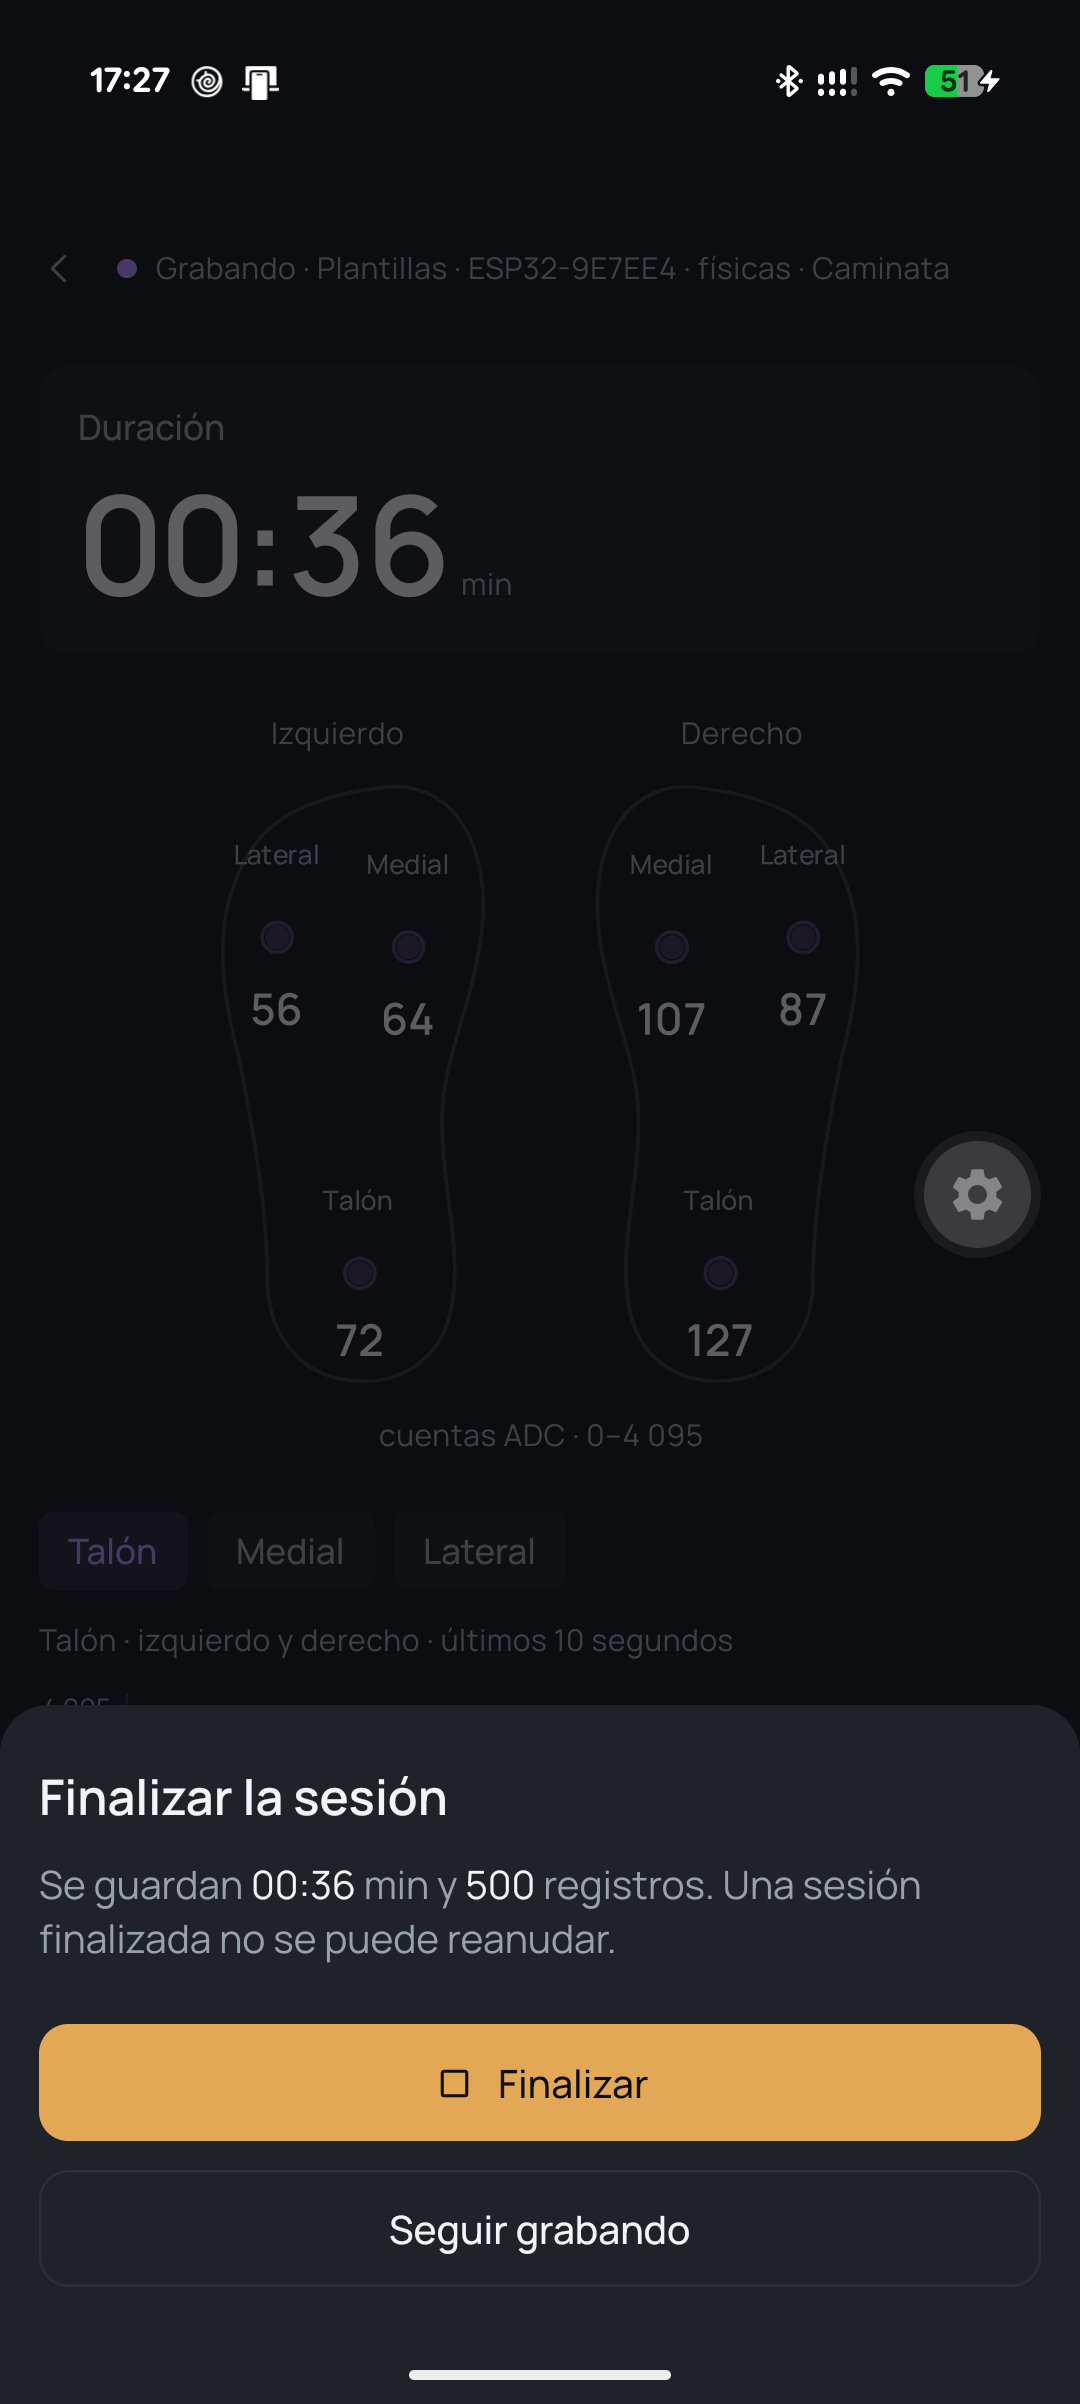 17:27
51
Grabando · Plantillas · ESP32-9E7EE4 · físicas · Caminata
Duración
00:36 min
Izquierdo Derecho
Lateral Medial Medial Lateral
56 64 107 87
Talón Talón
72 127
cuentas ADC · 0–4 095
Talón Medial Lateral
Talón · izquierdo y derecho · últimos 10 segundos
Finalizar la sesión
Se guardan 00:36 min y 500 registros. Una sesión
finalizada no se puede reanudar.
Finalizar
Seguir grabando